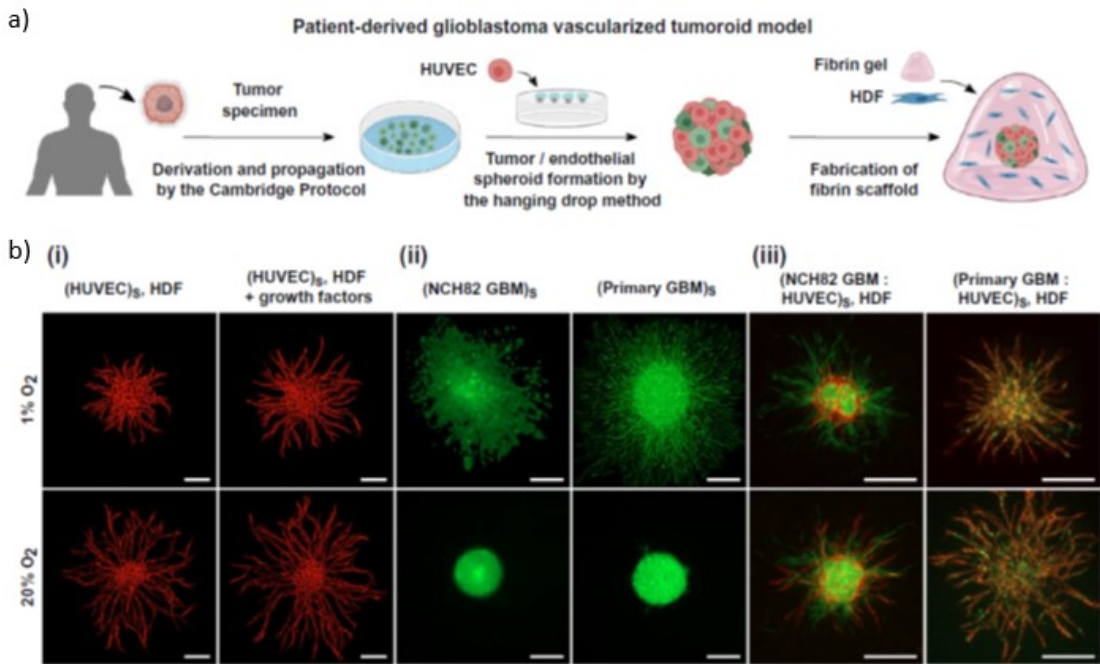 a)
Patient-derived glioblastoma vascularized tumoroid model
HUVEC
Fibrin gel
HDF
Tumor
specimen
Derivation and propagation
by the Cambridge Protocol
Tumor / endothelial
spheroid formation by
the hanging drop method
Fabrication of
fibrin scaffold
b)
(i)
(HUVEC)S, HDF
(HUVEC)S, HDF
+ growth factors
(ii)
(NCH82 GBM)S
(Primary GBM)S
(iii)
(NCH82 GBM :
HUVEC)S, HDF
(Primary GBM :
HUVEC)S, HDF
1% O2
20% O2